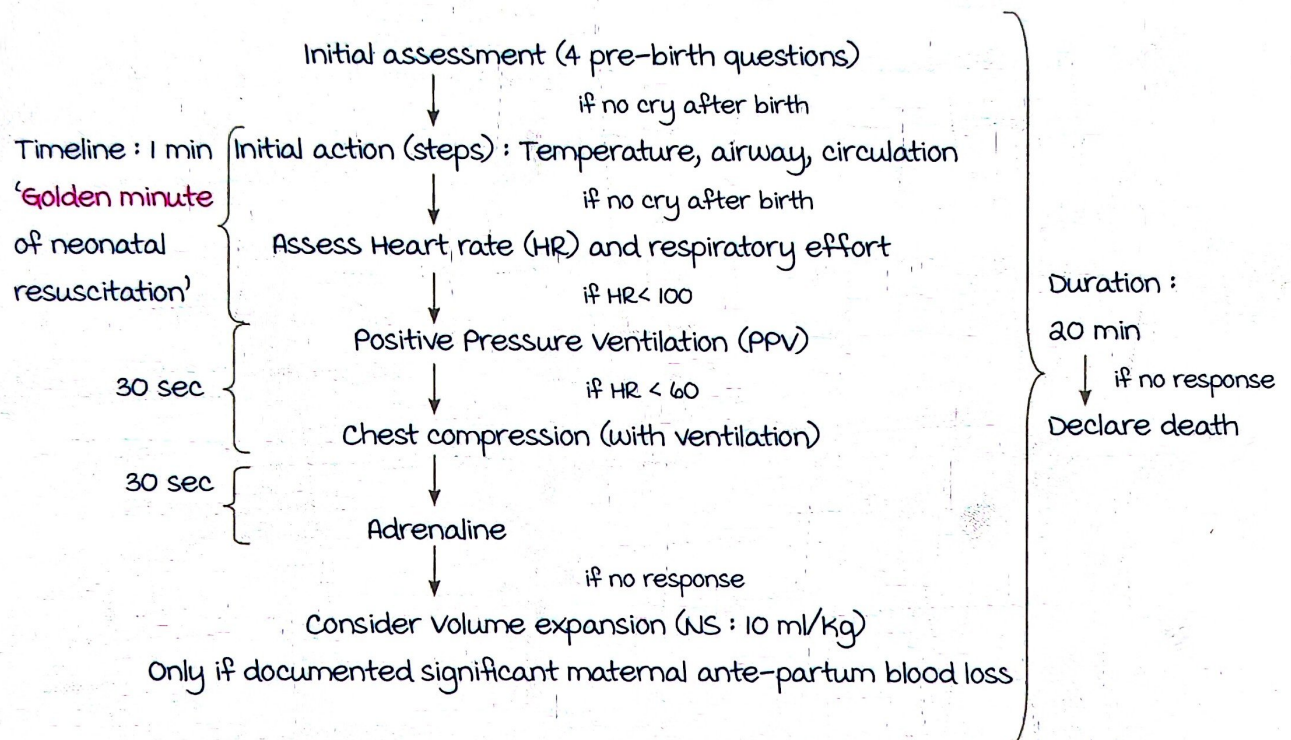 Initial assessment (4 pre-birth questions)
if no cry after birth
Timeline : 1 min
'Golden minute
of neonatal
resuscitation'
Initial action (steps) : Temperature, airway, circulation
if no cry after birth
Assess Heart rate (HR) and respiratory effort
if HR< 100
Positive Pressure Ventilation (PPV)
30 sec
if HR < 60
Chest compression (with ventilation)
30 sec
Adrenaline
if no response
Consider volume expansion (NS : 10 ml/kg)
Only if documented significant maternal ante-partum blood loss
Duration :
20 min
if no response
Declare death